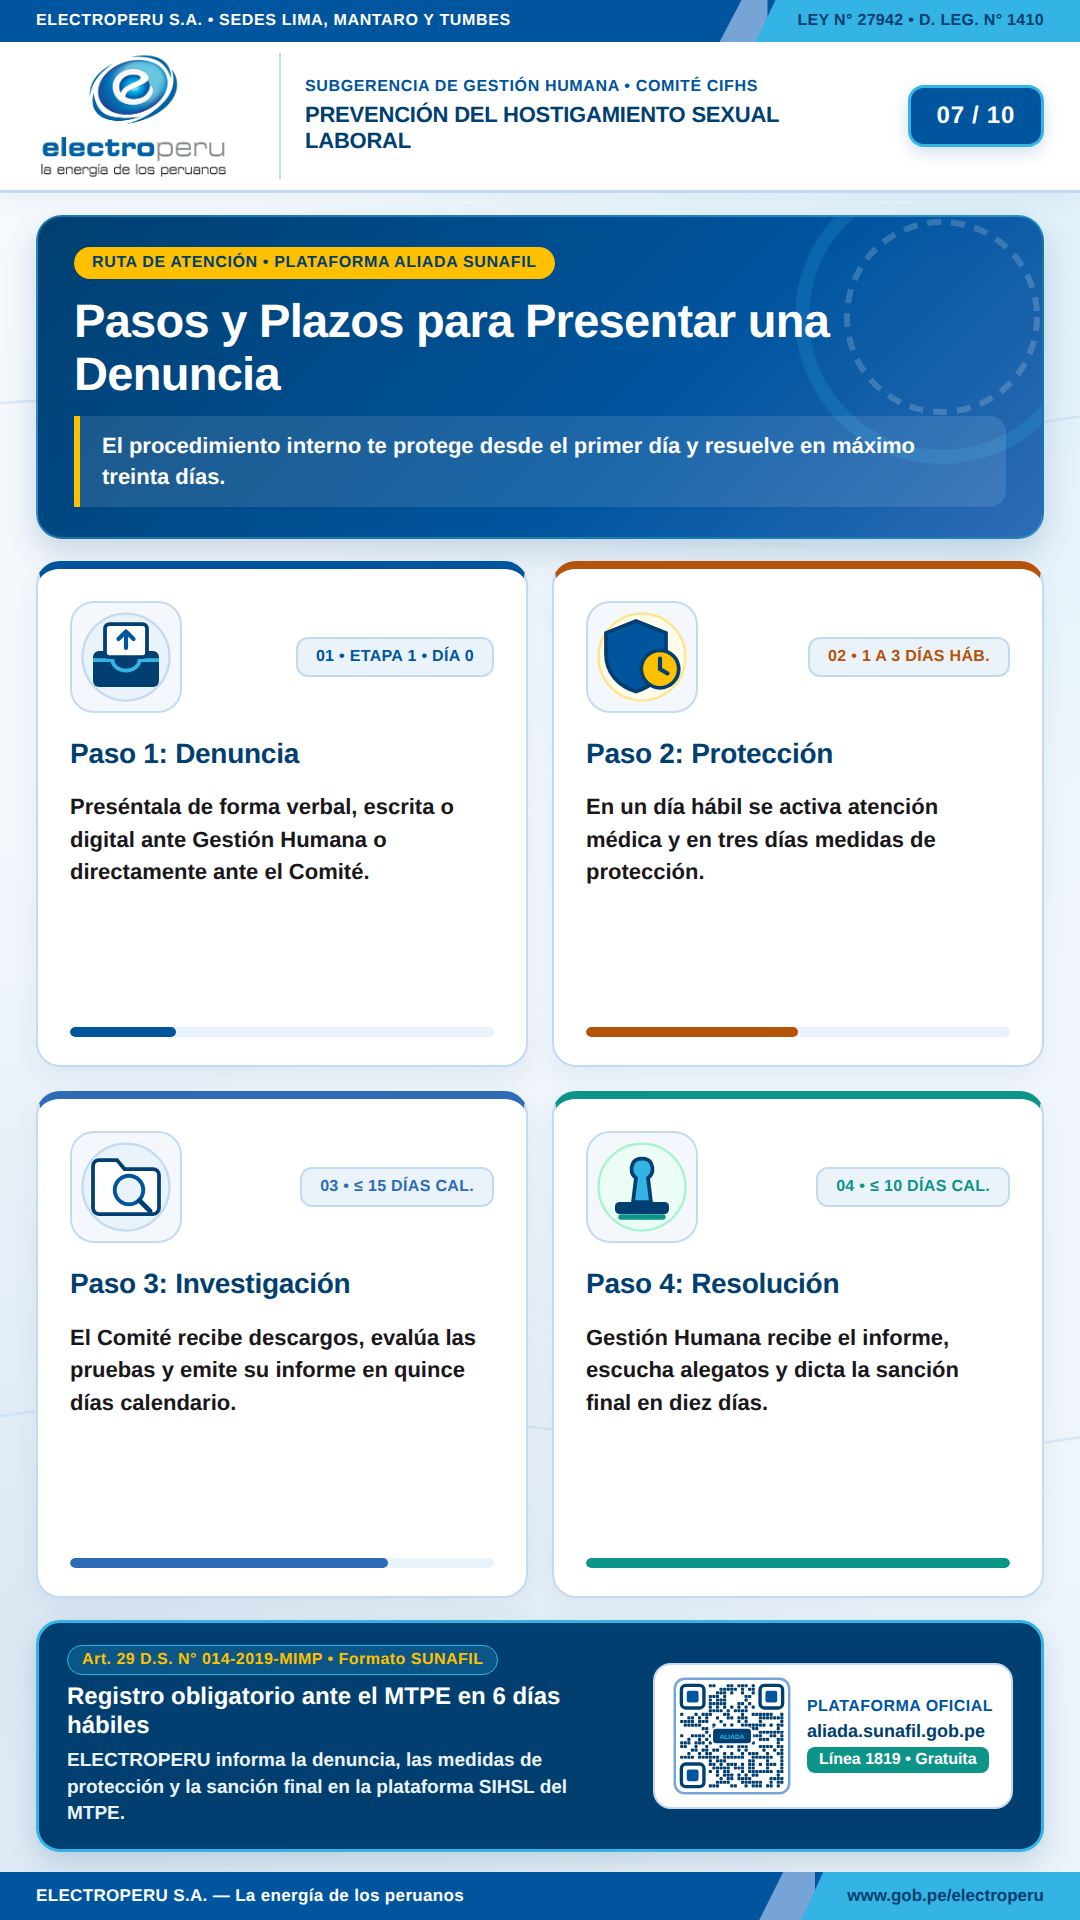 ELECTROPERU S.A. • SEDES LIMA, MANTARO Y TUMBES
LEY N° 27942 • D. LEG. N° 1410
electroperu
la energía de los peruanos
SUBGERENCIA DE GESTIÓN HUMANA • COMITÉ CIFHS
PREVENCIÓN DEL HOSTIGAMIENTO SEXUAL
LABORAL
07 / 10
RUTA DE ATENCIÓN • PLATAFORMA ALIADA SUNAFIL
Pasos y Plazos para Presentar una
Denuncia
El procedimiento interno te protege desde el primer día y resuelve en máximo
treinta días.
01 • ETAPA 1 • DÍA 0
Paso 1: Denuncia
Preséntala de forma verbal, escrita o
digital ante Gestión Humana o
directamente ante el Comité.
02 • 1 A 3 DÍAS HÁB.
Paso 2: Protección
En un día hábil se activa atención
médica y en tres días medidas de
protección.
03 • ≤ 15 DÍAS CAL.
Paso 3: Investigación
El Comité recibe descargos, evalúa las
pruebas y emite su informe en quince
días calendario.
04 • ≤ 10 DÍAS CAL.
Paso 4: Resolución
Gestión Humana recibe el informe,
escucha alegatos y dicta la sanción
final en diez días.
Art. 29 D.S. N° 014-2019-MIMP • Formato SUNAFIL
Registro obligatorio ante el MTPE en 6 días
hábiles
ELECTROPERU informa la denuncia, las medidas de
protección y la sanción final en la plataforma SIHSL del
MTPE.
ALIADA
PLATAFORMA OFICIAL
aliada.sunafil.gob.pe
Línea 1819 • Gratuita
ELECTROPERU S.A. — La energía de los peruanos
www.gob.pe/electroperu